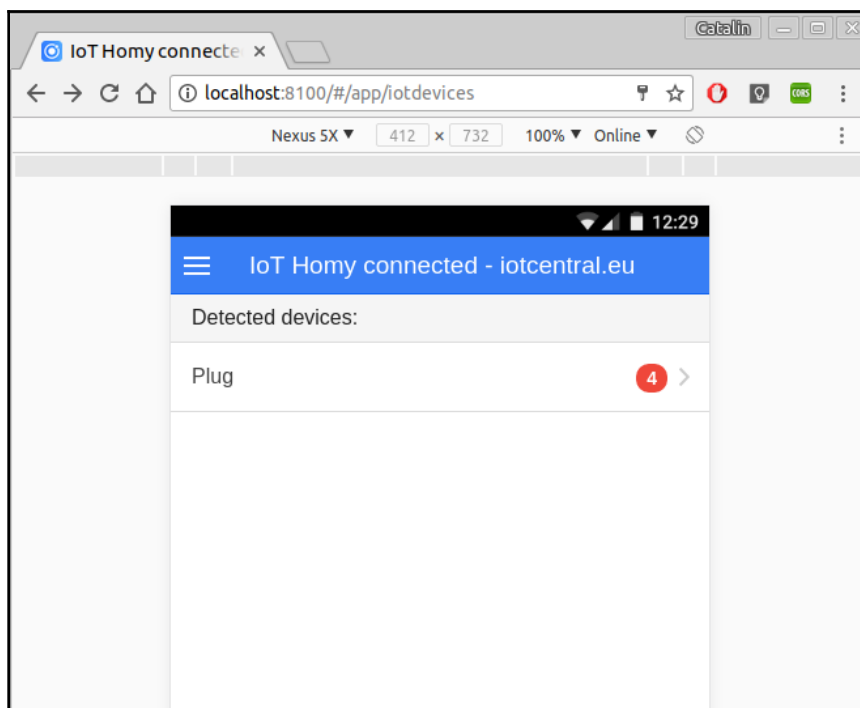 Catalin
IoT Homy connecte
localhost:8100/#/app/iotdevices
CORS
Nexus 5X ▼ 412 × 732 100% ▼ Online ▼
12:29
IoT Homy connected - iotcentral.eu
Detected devices:
Plug 4